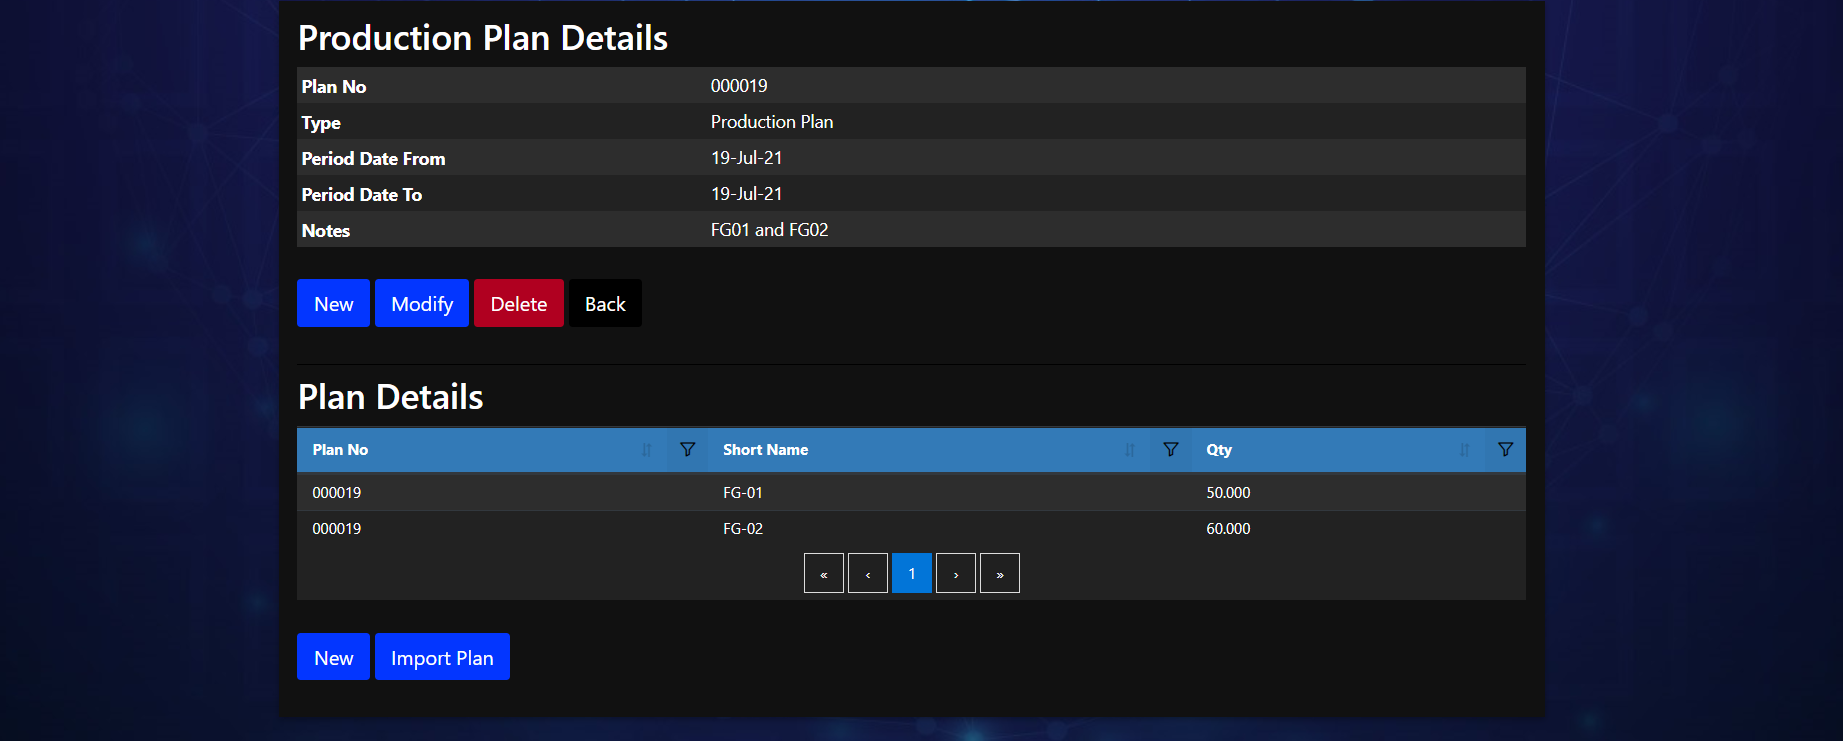 Production Plan Details
Plan No 000019
Type Production Plan
Period Date From 19-Jul-21
Period Date To 19-Jul-21
Notes FG01 and FG02
New Modify Delete Back
Plan Details
Plan No Short Name Qty
000019 FG-01 50.000
000019 FG-02 60.000
« ‹ 1 › »
New Import Plan